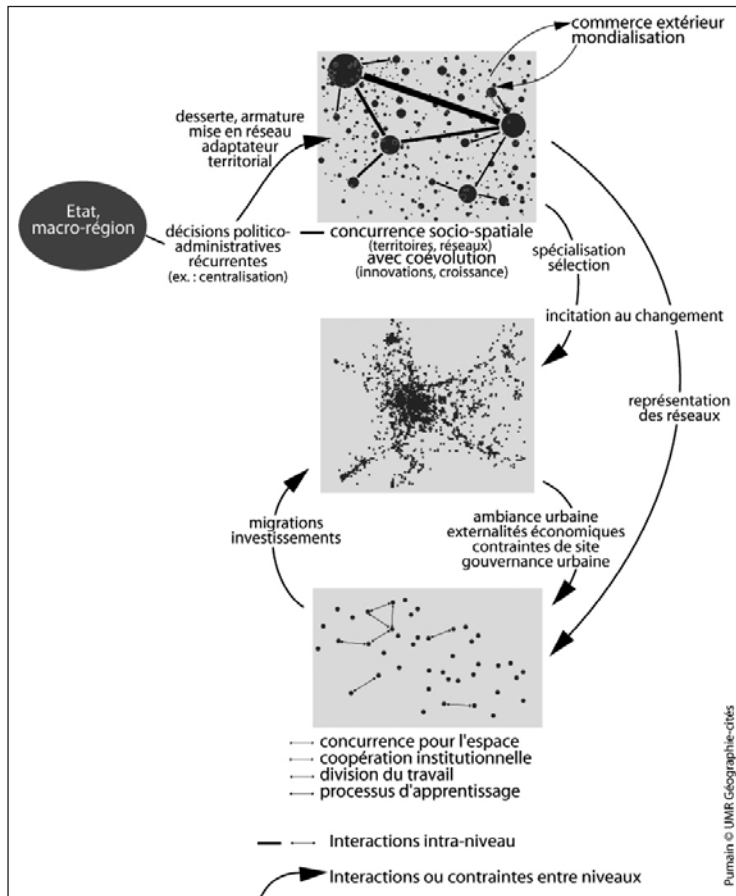 commerce extérieur
mondialisation
desserte, armature
mise en réseau
adaptateur
territorial
Etat,
macro-région
décisions politico-
administratives
récurrentes
(ex. : centralisation)
concurrence socio-spatiale
(territoires, réseaux)
avec coévolution
(innovations, croissance)
spécialisation
sélection
incitation au changement
représentation
des réseaux
migrations
investissements
ambiance urbaine
externalités économiques
contraintes de site
gouvernance urbaine
concurrence pour l'espace
coopération institutionnelle
division du travail
processus d'apprentissage
Interactions intra-niveau
Interactions ou contraintes entre niveaux
Pumain © UMR Géographie-cités